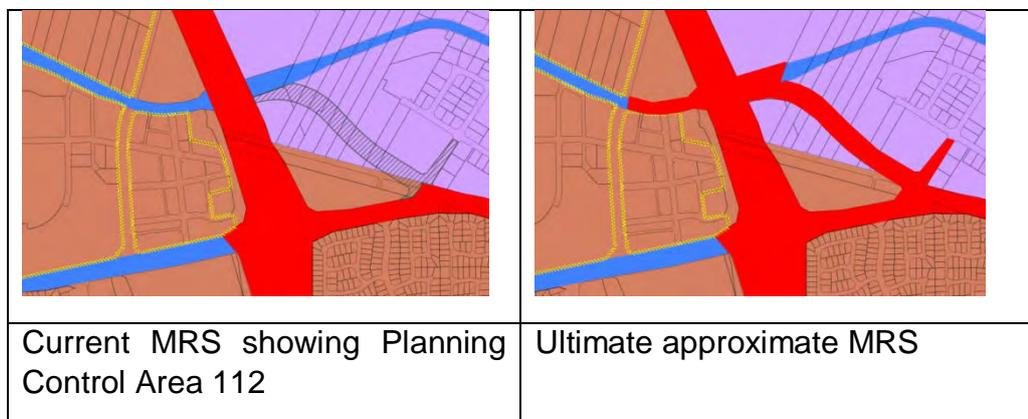 Current MRS showing Planning
Control Area 112
Ultimate approximate MRS